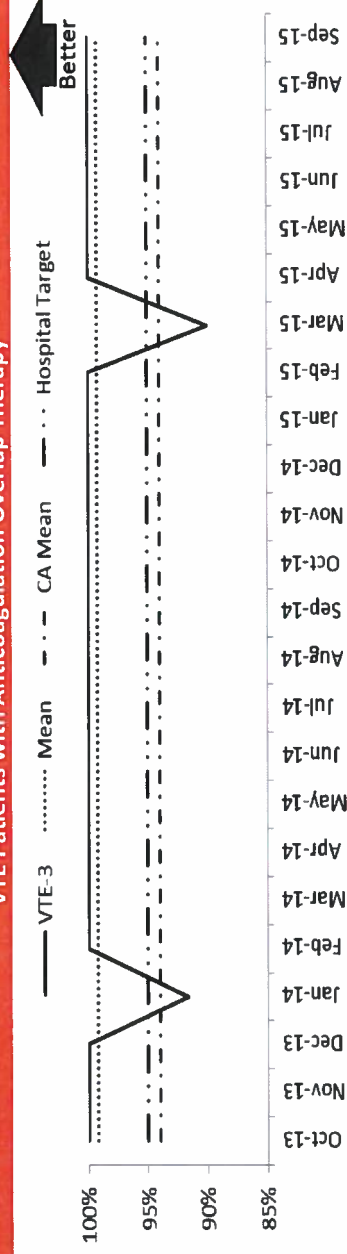 VTE Patients with Anticoagulation Overlap Therapy
VTE-3 Mean CA Mean Hospital Target
Better
100%
95%
90%
85%
Oct-13
Nov-13
Dec-13
Jan-14
Feb-14
Mar-14
Apr-14
May-14
Jun-14
Jul-14
Aug-14
Sep-14
Oct-14
Nov-14
Dec-14
Jan-15
Feb-15
Mar-15
Apr-15
May-15
Jun-15
Jul-15
Aug-15
Sep-15